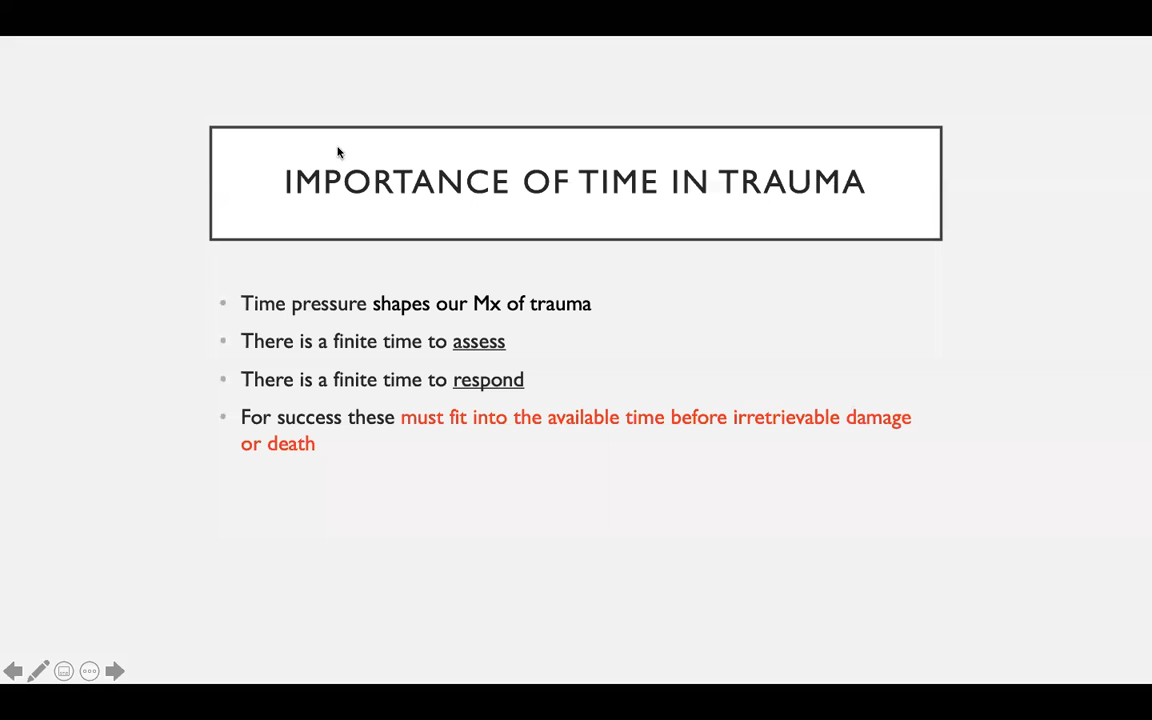 IMPORTANCE OF TIME IN TRAUMA
• Time pressure shapes our Mx of trauma
• There is a finite time to assess
• There is a finite time to respond
• For success these must fit into the available time before irretrievable damage
or death